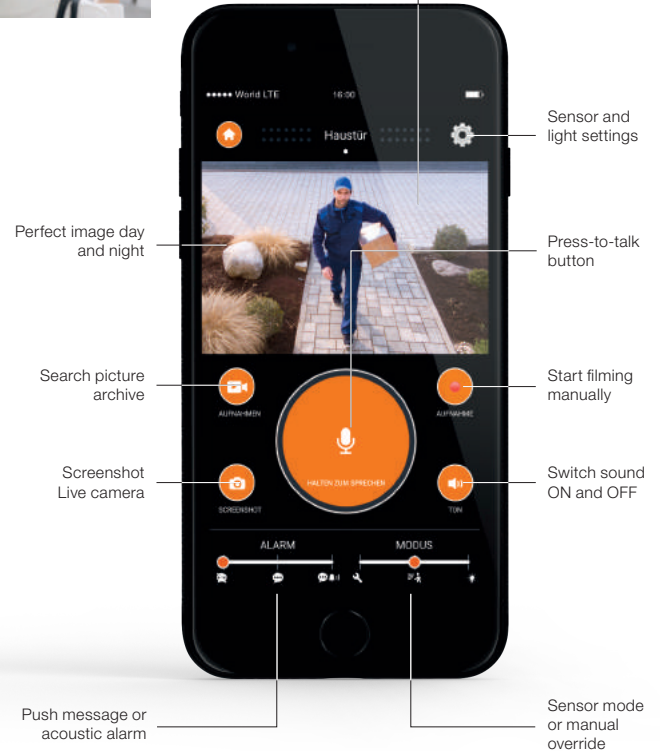 World LTE
16:00
Haustür
Sensor and
light settings
Perfect image day
and night
Press-to-talk
button
Search picture
archive
AUFNAHMEN
AUFNAHME
Start filming
manually
Screenshot
Live camera
HALTEN ZUM SPRECHEN
SCREENSHOT
TON
Switch sound
ON and OFF
ALARM
MODUS
Push message or
acoustic alarm
Sensor mode
or manual
override